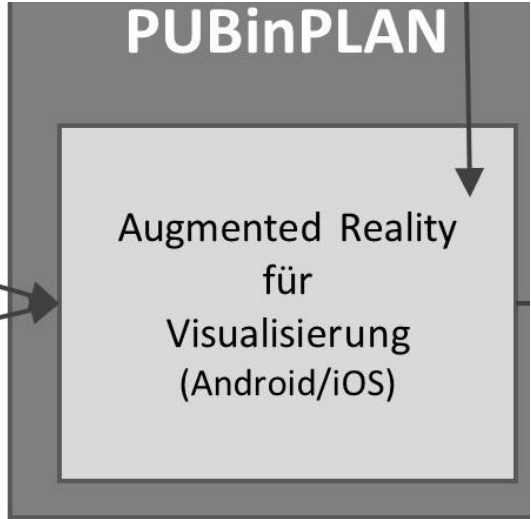 PUBinPLAN
Augmented Reality
für
Visualisierung
(Android/iOS)